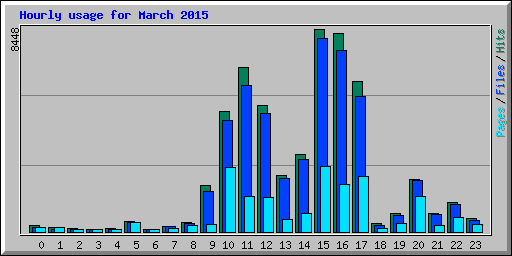 Hourly usage for March 2015
8448
Pages/Files/Hits
0 1 2 3 4 5 6 7 8 9 10 11 12 13 14 15 16 17 18 19 20 21 22 23